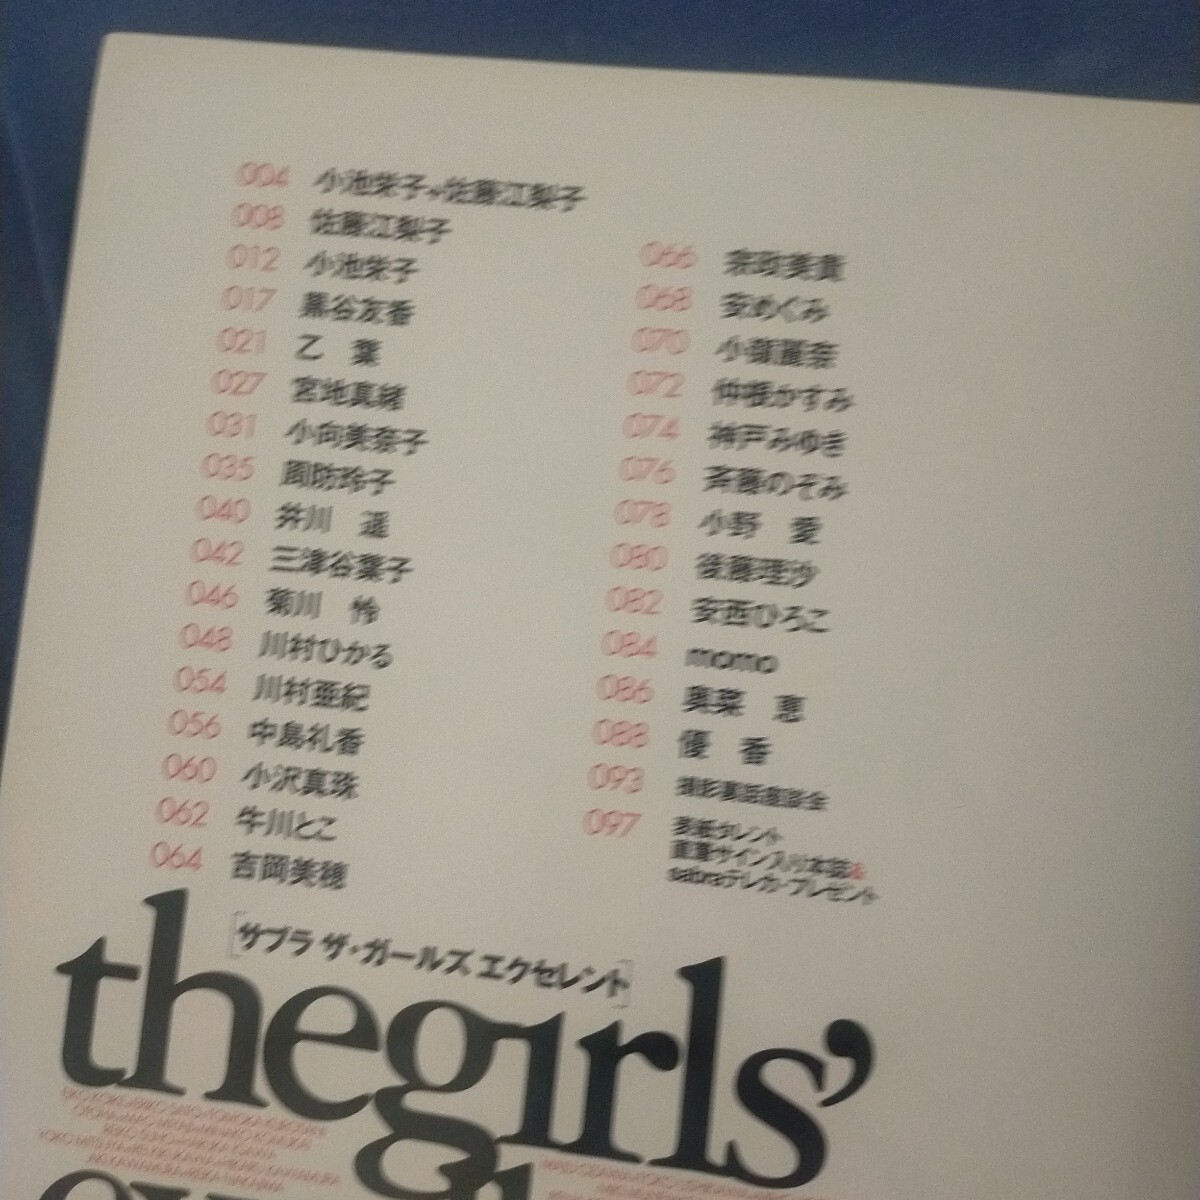 004 小池栄子+佐藤江梨子
008 佐藤江梨子
012 小池栄子
017 黒谷友香
021 乙 葉
027 宮地真緒
031 小向美奈子
035 周防玲子
040 井川 遥
042 三津谷葉子
046 菊川 怜
048 川村ひかる
054 川村亜紀
056 中島礼香
060 小沢真珠
062 牛川とこ
064 吉岡美穂
066 宗政美貴
068 安めぐみ
070 小嶺麗奈
072 仲根かすみ
074 神戸みゆき
076 斉藤のぞみ
078 小野 愛
080 後藤理沙
082 安西ひろこ
084 momo
086 奥菜 恵
088 優 香
093 撮影裏話座談会
097 表紙タレント
直筆サイン入り本誌&
sabraテレカ・プレゼント
[サブラ ザ・ガールズ エクセレント]
thegirls'